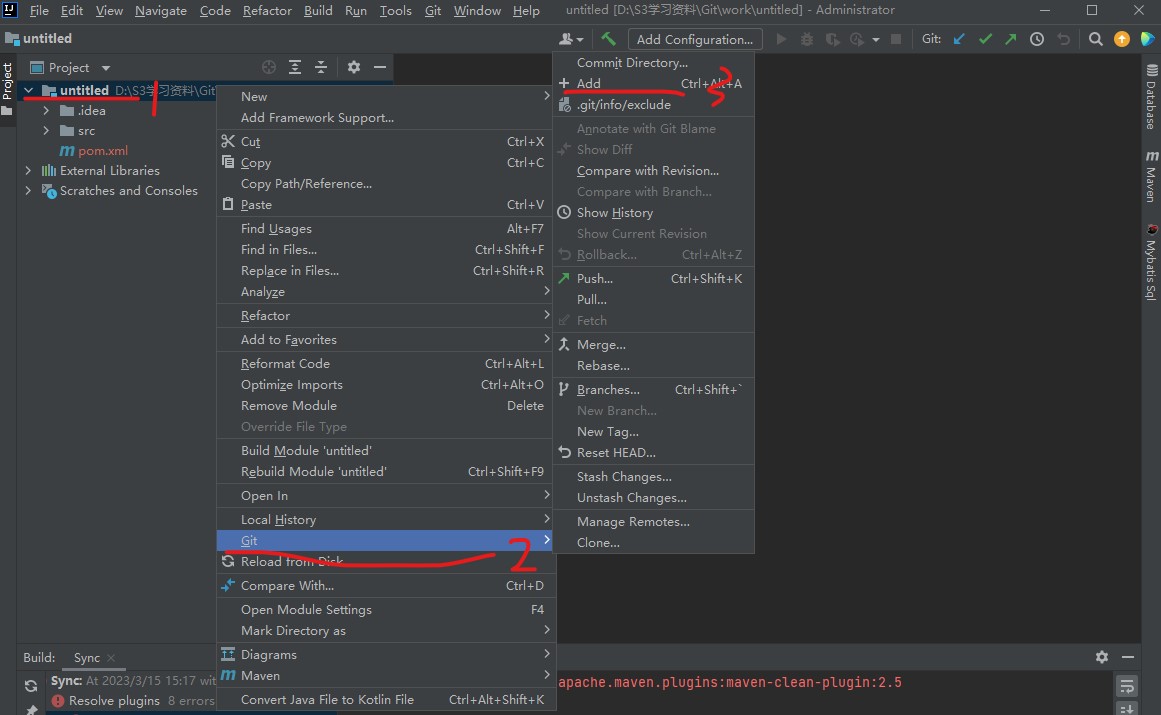 File Edit View Navigate Code Refactor Build Run Tools Git Window Help untitled [D:\S3学习资料\Git\work\untitled] - Administrator
untitled Add Configuration... Git:
Project
untitled D:\S3学习资料\Git
1
.idea
src
pom.xml
External Libraries
Scratches and Consoles
Project
New
Add Framework Support...
Cut Ctrl+X
Copy Ctrl+C
Copy Path/Reference...
Paste Ctrl+V
Find Usages Alt+F7
Find in Files... Ctrl+Shift+F
Replace in Files... Ctrl+Shift+R
Analyze
Refactor
Add to Favorites
Reformat Code Ctrl+Alt+L
Optimize Imports Ctrl+Alt+O
Remove Module Delete
Override File Type
Build Module 'untitled'
Rebuild Module 'untitled' Ctrl+Shift+F9
Open In
Local History
Git
2
Reload from Disk
Compare With... Ctrl+D
Open Module Settings F4
Mark Directory as
Diagrams
Maven
Convert Java File to Kotlin File Ctrl+Alt+Shift+K
Commit Directory...
Add Ctrl+Alt+A
3
.git/info/exclude
Annotate with Git Blame
Show Diff
Compare with Revision...
Compare with Branch...
Show History
Show Current Revision
Rollback... Ctrl+Alt+Z
Push... Ctrl+Shift+K
Pull...
Fetch
Merge...
Rebase...
Branches... Ctrl+Shift+`
New Branch...
New Tag...
Reset HEAD...
Stash Changes...
Unstash Changes...
Manage Remotes...
Clone...
Database
Maven
Mybatis Sql
Build: Sync
Sync: At 2023/3/15 15:17 wit
Resolve plugins 8 errors
apache.maven.plugins:maven-clean-plugin:2.5